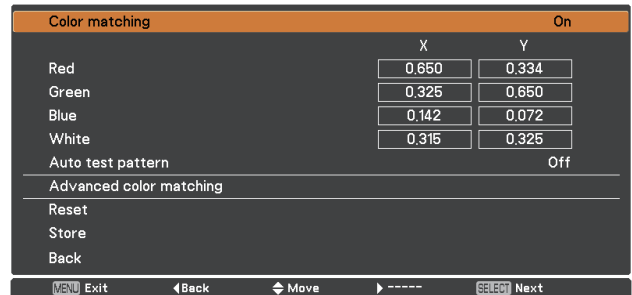 Color matching On
X Y
Red 0.650 0.334
Green 0.325 0.650
Blue 0.142 0.072
White 0.315 0.325
Auto test pattern Off
Advanced color matching
Reset
Store
Back
MENU Exit Back Move ----- SELECT Next